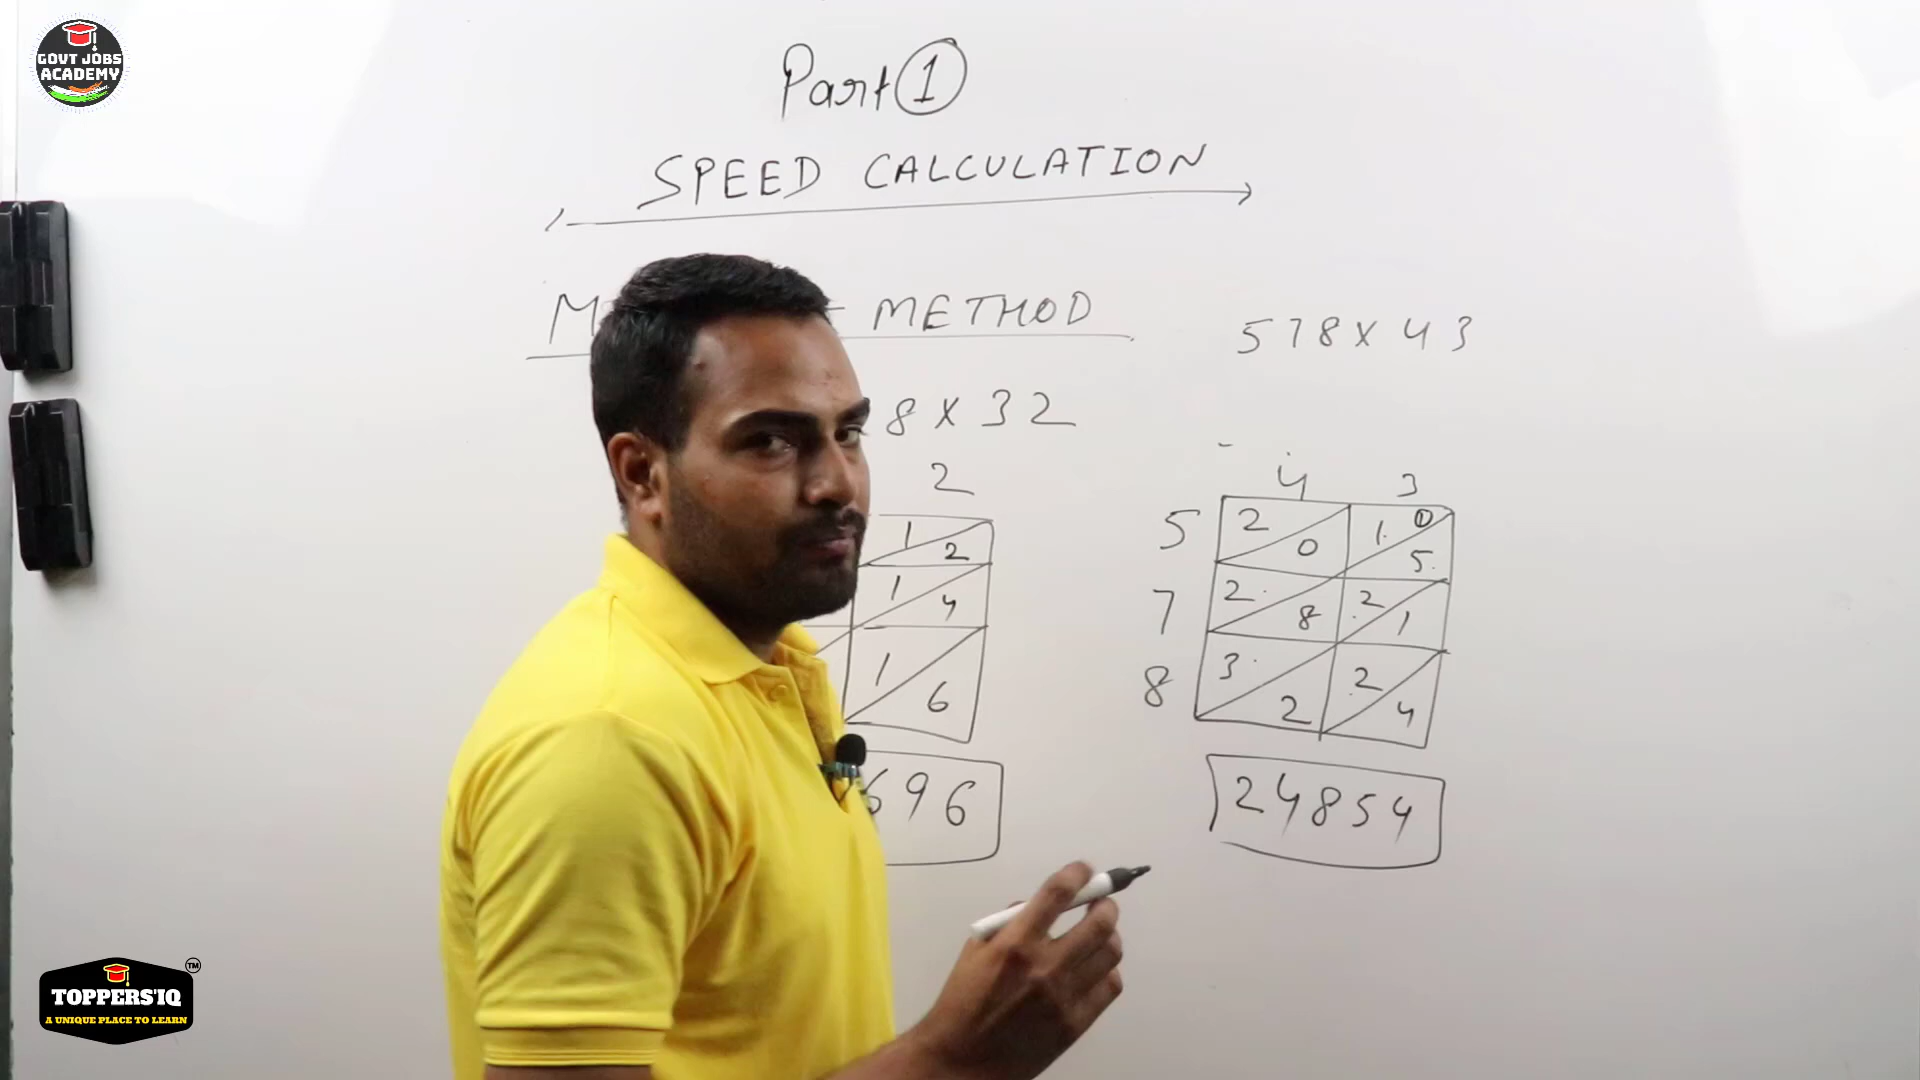 GOVT JOBS
ACADEMY
Part 1
SPEED CALCULATION
METHOD
578 x 43
8 x 32
2
1 2
1 4
1 6
696
4 3
5 2 0 1 0 5
7 2 8 2 1
8 3 2 2 4
24854
TOPPERS'IQ TM
A UNIQUE PLACE TO LEARN